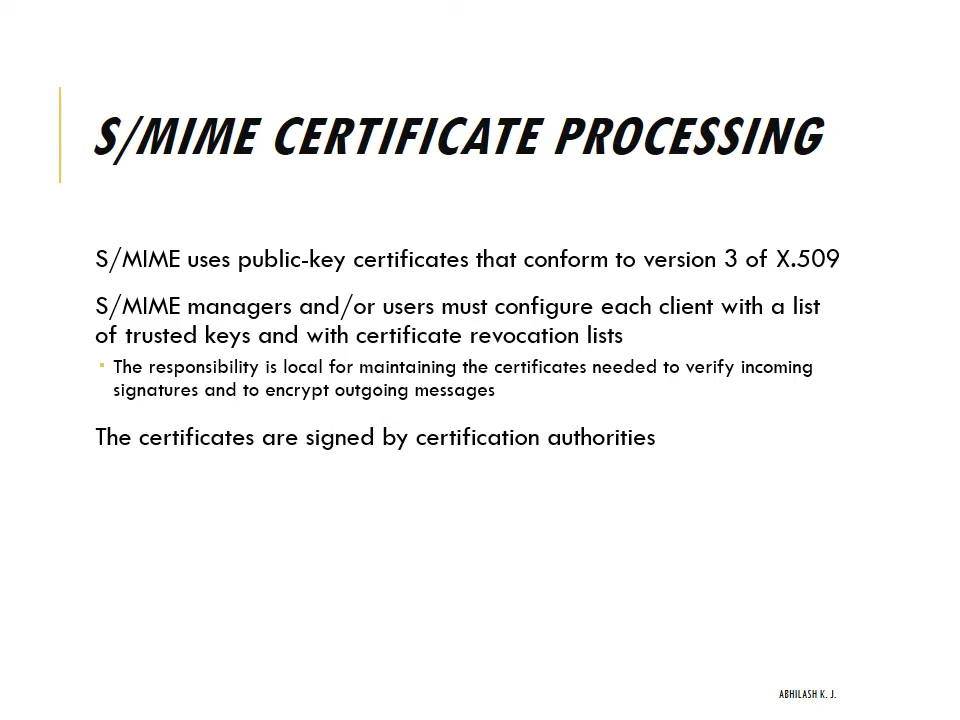 S/MIME CERTIFICATE PROCESSING
S/MIME uses public-key certificates that conform to version 3 of X.509
S/MIME managers and/or users must configure each client with a list
of trusted keys and with certificate revocation lists
The responsibility is local for maintaining the certificates needed to verify incoming
signatures and to encrypt outgoing messages
The certificates are signed by certification authorities
ABHILASH K. J.